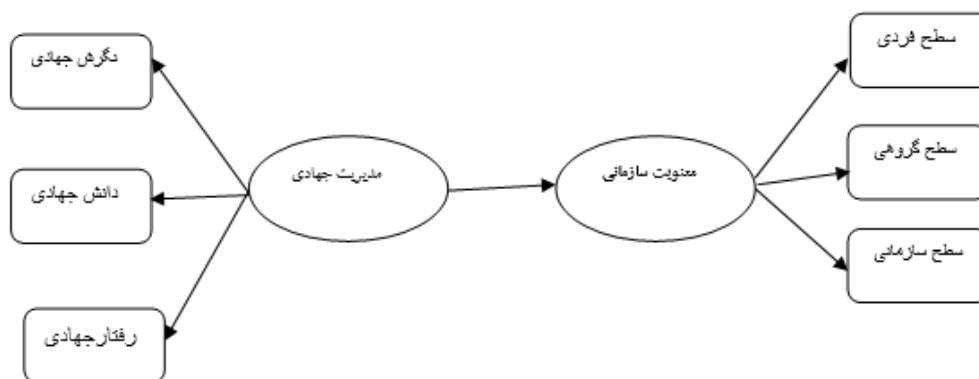 سطح فردی
نگرش جهادی
سطح گروهی
دانش جهادی
مدیریت جهادی
معنویت سازمانی
سطح سازمانی
رفتارجهادی